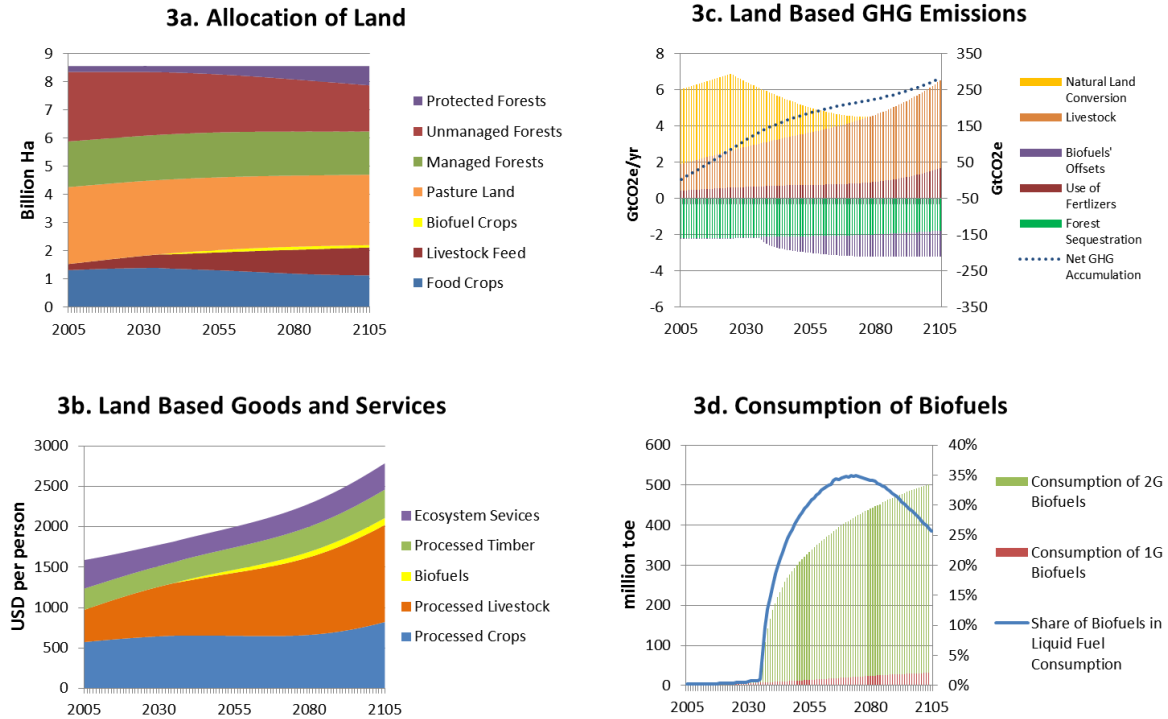 3a. Allocation of Land
9
8
7
6
5
4
3
2
1
0
Billion Ha
2005 2030 2055 2080 2105
Protected Forests
Unmanaged Forests
Managed Forests
Pasture Land
Biofuel Crops
Livestock Feed
Food Crops
3c. Land Based GHG Emissions
8
6
4
2
0
-2
-4
-6
GtCO2e/yr
350
250
150
50
-50
-150
-250
-350
GtCO2e
2005 2030 2055 2080 2105
Natural Land
Conversion
Livestock
Biofuels'
Offsets
Use of
Fertlizers
Forest
Sequestration
Net GHG
Accumulation
3b. Land Based Goods and Services
3000
2500
2000
1500
1000
500
0
USD per person
2005 2030 2055 2080 2105
Ecosystem Sevices
Processed Timber
Biofuels
Processed Livestock
Processed Crops
3d. Consumption of Biofuels
600
500
400
300
200
100
0
million toe
40%
35%
30%
25%
20%
15%
10%
5%
0%
2005 2030 2055 2080 2105
Consumption of 2G
Biofuels
Consumption of 1G
Biofuels
Share of Biofuels in
Liquid Fuel
Consumption